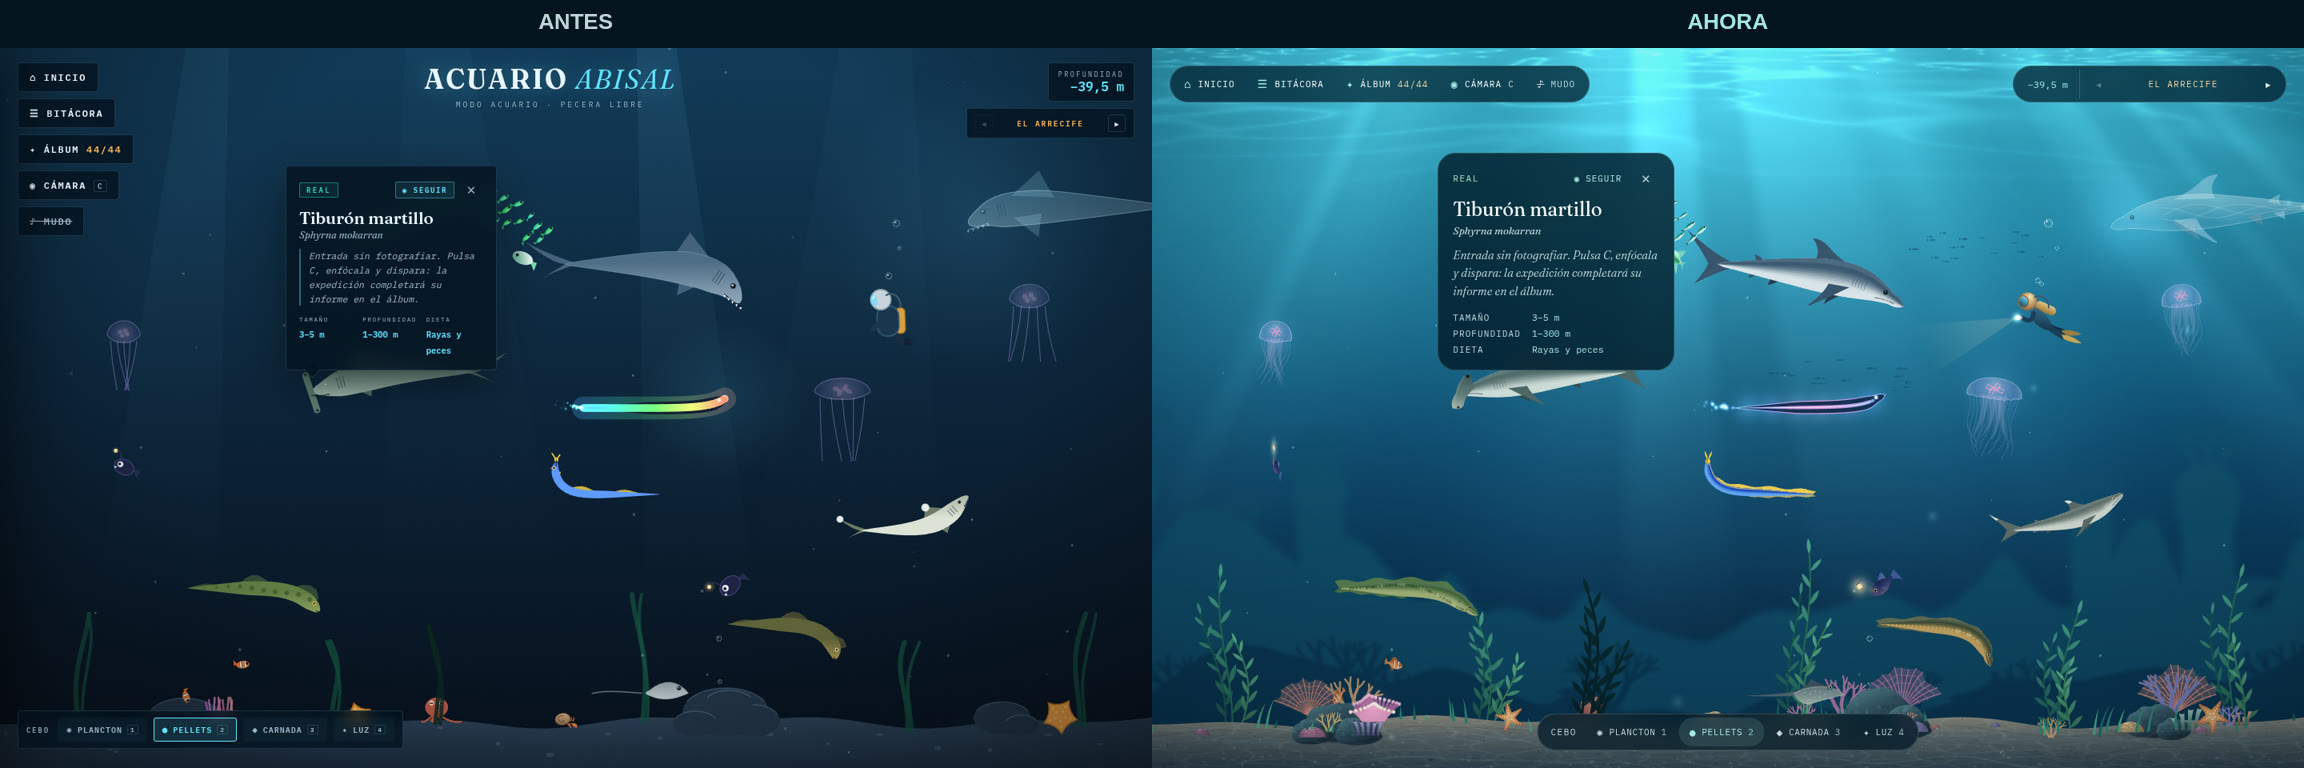 ANTES
⌂ INICIO
☰ BITÁCORA
✦ ÁLBUM 44/44
◉ CÁMARA C
♪ MUDO
ACUARIO ABISAL
MODO ACUARIO · PECERA LIBRE
PROFUNDIDAD
−39,5 m
◀ EL ARRECIFE ▶
REAL
◉ SEGUIR ×
Tiburón martillo
Sphyrna mokarran
Entrada sin fotografiar. Pulsa
C, enfócala y dispara: la
expedición completará su
informe en el álbum.
TAMAÑO PROFUNDIDAD DIETA
3–5 m 1–300 m Rayas y
peces
CEBO ✺ PLANCTON 1 ● PELLETS 2 ◆ CARNADA 3 ✦ LUZ 4
AHORA
⌂ INICIO ☰ BITÁCORA ✦ ÁLBUM 44/44 ◉ CÁMARA C ♪ MUDO
−39,5 m ◀ EL ARRECIFE ▶
REAL ◉ SEGUIR ×
Tiburón martillo
Sphyrna mokarran
Entrada sin fotografiar. Pulsa C, enfócala
y dispara: la expedición completará su
informe en el álbum.
TAMAÑO 3–5 m
PROFUNDIDAD 1–300 m
DIETA Rayas y peces
CEBO ✺ PLANCTON 1 ● PELLETS 2 ◆ CARNADA 3 ✦ LUZ 4